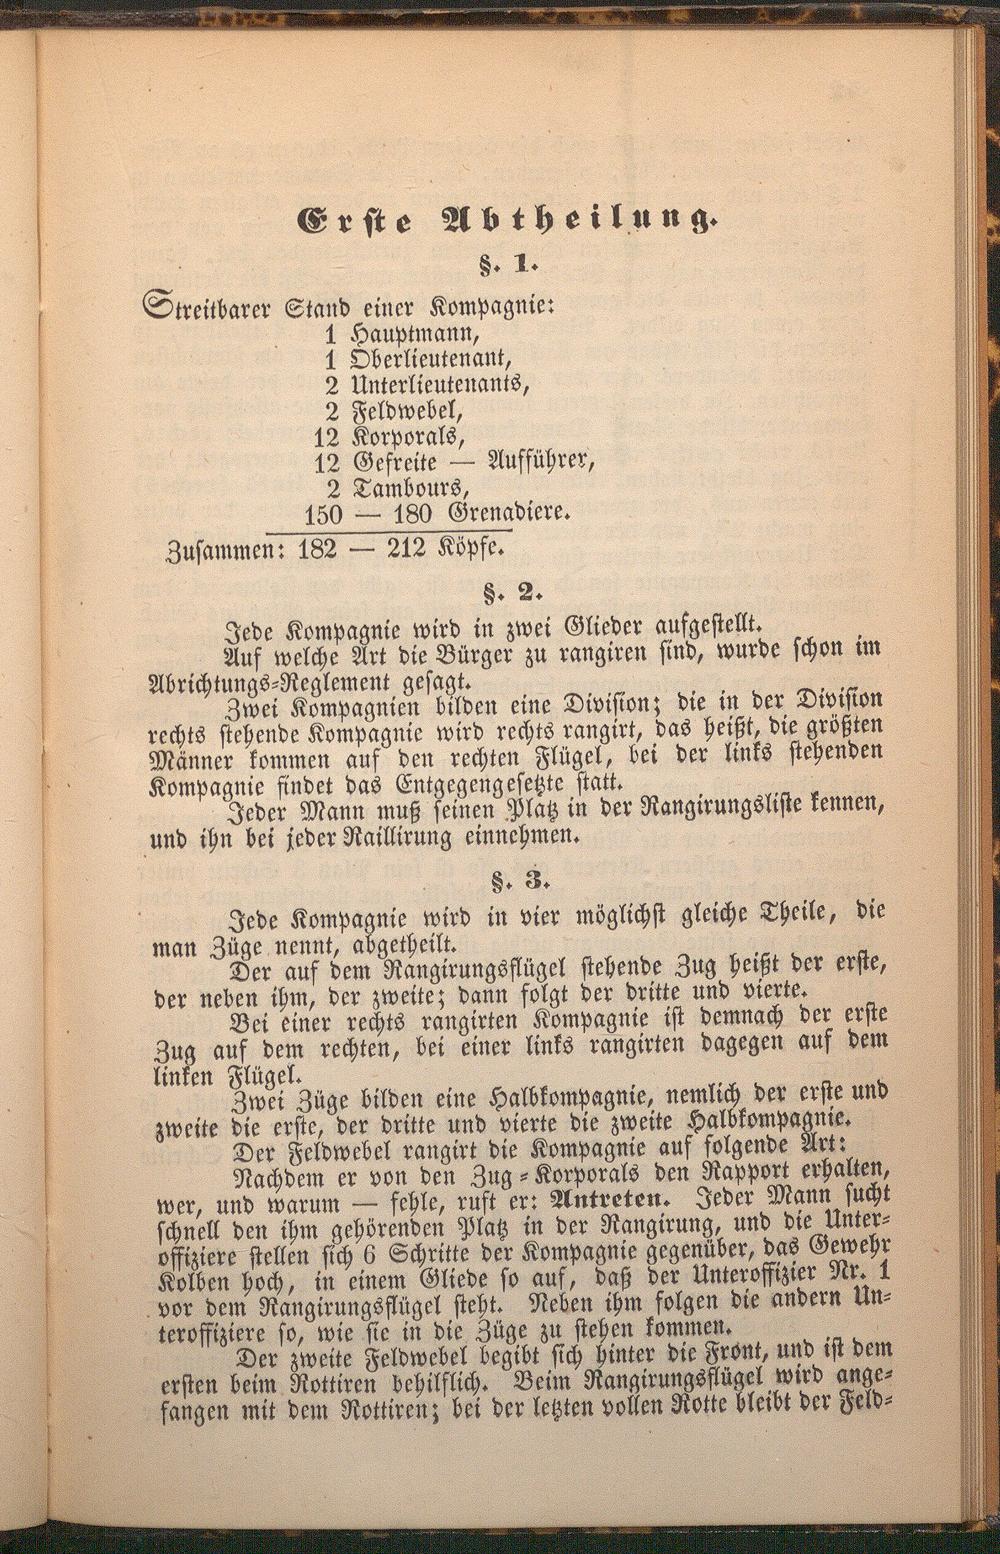 Erste Abtheilung.
§. 1.
Streitbarer Stand einer Kompagnie:
1 Hauptmann,
1 Oberlieutenant,
2 Unterlieutenants,
2 Feldwebel,
12 Korporals,
12 Gefreite — Aufführer,
2 Tambours,
150 — 180 Grenadiere.
Zusammen: 182 — 212 Köpfe.
§. 2.
Jede Kompagnie wird in zwei Glieder aufgestellt.
Auf welche Art die Bürger zu rangiren sind, wurde schon im
Abrichtungs-Reglement gesagt.
Zwei Kompagnien bilden eine Division; die in der Division
rechts stehende Kompagnie wird rechts rangirt, das heißt, die größten
Männer kommen auf den rechten Flügel, bei der links stehenden
Kompagnie findet das Entgegengesetzte statt.
Jeder Mann muß seinen Platz in der Rangirungsliste kennen,
und ihn bei jeder Raillirung einnehmen.
§. 3.
Jede Kompagnie wird in vier möglichst gleiche Theile, die
man Züge nennt, abgetheilt.
Der auf dem Rangirungsflügel stehende Zug heißt der erste,
der neben ihm, der zweite; dann folgt der dritte und vierte.
Bei einer rechts rangirten Kompagnie ist demnach der erste
Zug auf dem rechten, bei einer links rangirten dagegen auf dem
linken Flügel.
Zwei Züge bilden eine Halbkompagnie, nemlich der erste und
zweite die erste, der dritte und vierte die zweite Halbkompagnie.
Der Feldwebel rangirt die Kompagnie auf folgende Art:
Nachdem er von den Zug-Korporals den Rapport erhalten,
wer, und warum — fehle, ruft er: Antreten. Jeder Mann sucht
schnell den ihm gehörenden Platz in der Rangirung, und die Unter-
offiziere stellen sich 6 Schritte der Kompagnie gegenüber, das Gewehr
Kolben hoch, in einem Gliede so auf, daß der Unteroffizier Nr. 1
vor dem Rangirungsflügel steht. Neben ihm folgen die andern Un-
teroffiziere so, wie sie in die Züge zu stehen kommen.
Der zweite Feldwebel begibt sich hinter die Front, und ist dem
ersten beim Rottiren behilflich. Beim Rangirungsflügel wird ange-
fangen mit dem Rottiren; bei der letzten vollen Rotte bleibt der Feld-